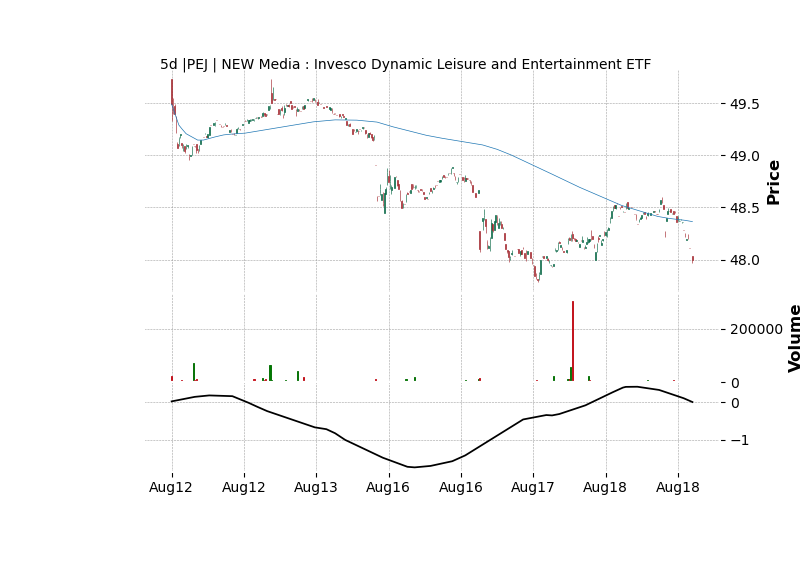 5d |PEJ | NEW Media : Invesco Dynamic Leisure and Entertainment ETF
49.5
49.0
48.5
48.0
Price
200000
0
Volume
0
−1
Aug12 Aug12 Aug13 Aug16 Aug16 Aug17 Aug18 Aug18